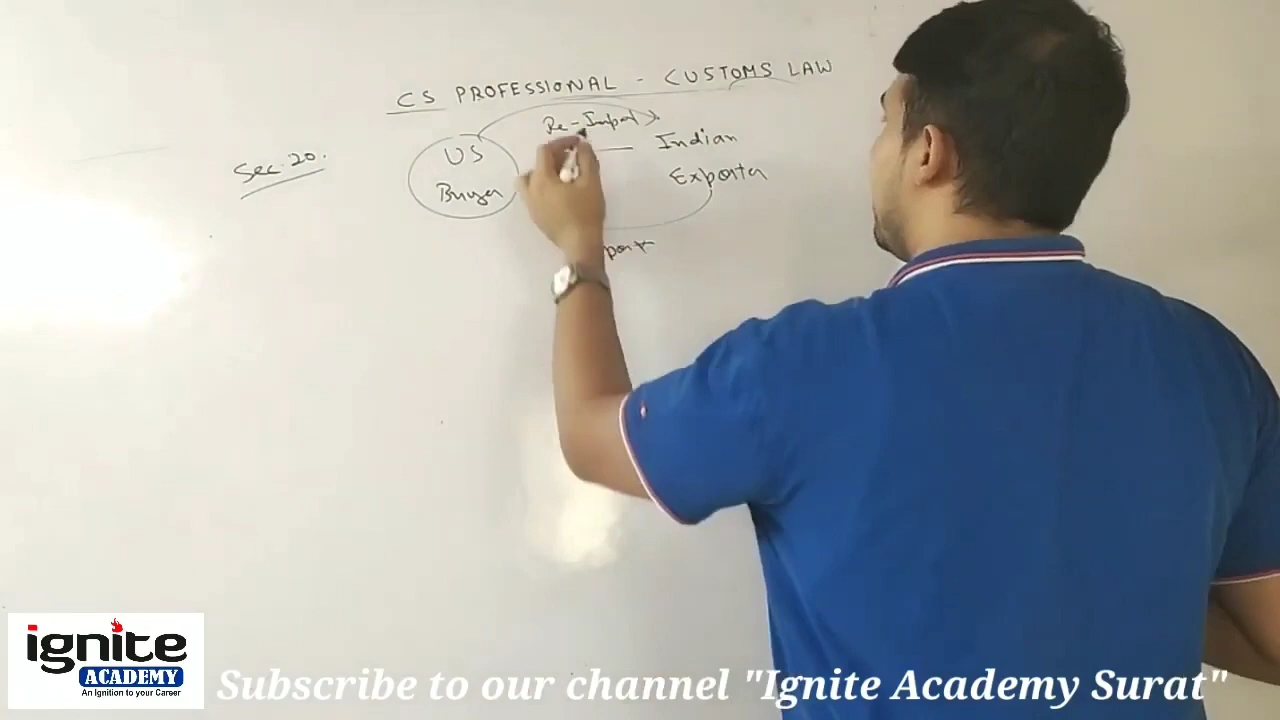 CS PROFESSIONAL - CUSTOMS LAW
Sec. 20.
Re-Import
US
Buyer
Indian
Exporter
port
ignite
ACADEMY
An Ignition to your Career
Subscribe to our channel "Ignite Academy Surat"